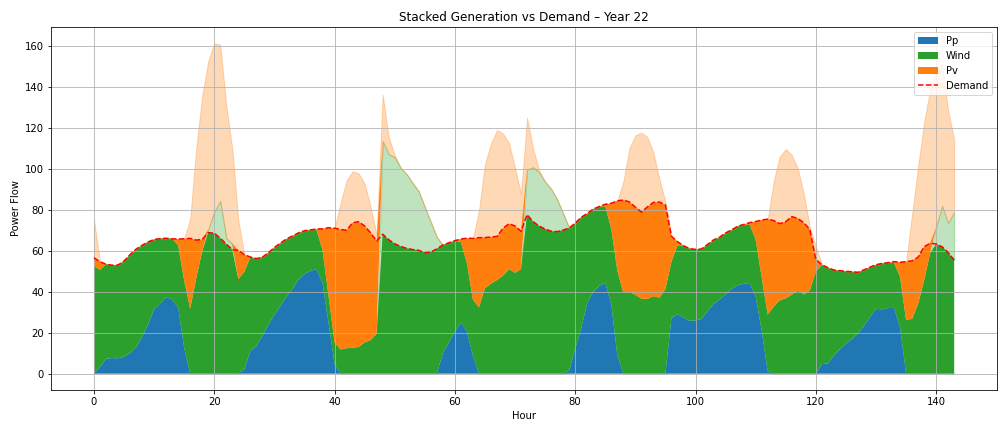 Stacked Generation vs Demand – Year 22
Pp
Wind
Pv
Demand
Power Flow
160
140
120
100
80
60
40
20
0
0 20 40 60 80 100 120 140
Hour